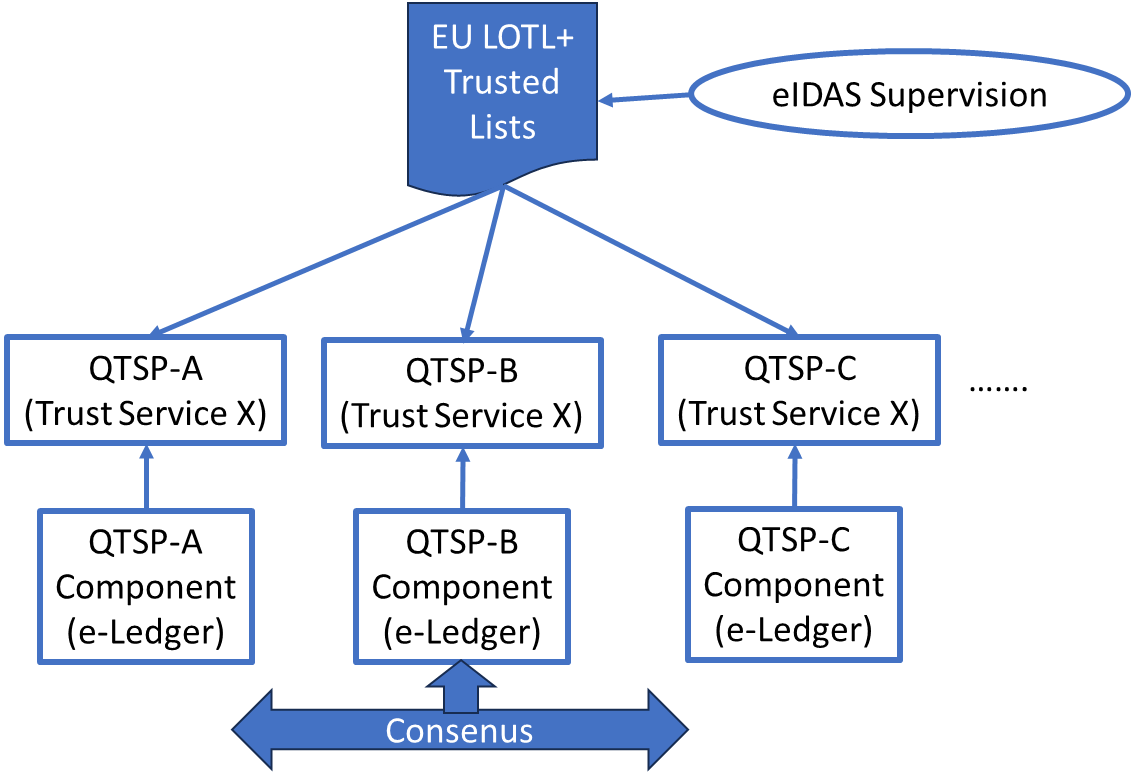 EU LOTL+
Trusted
Lists
eIDAS Supervision
QTSP-A
(Trust Service X)
QTSP-B
(Trust Service X)
QTSP-C
(Trust Service X)
.......
QTSP-A
Component
(e-Ledger)
QTSP-B
Component
(e-Ledger)
QTSP-C
Component
(e-Ledger)
Consenus